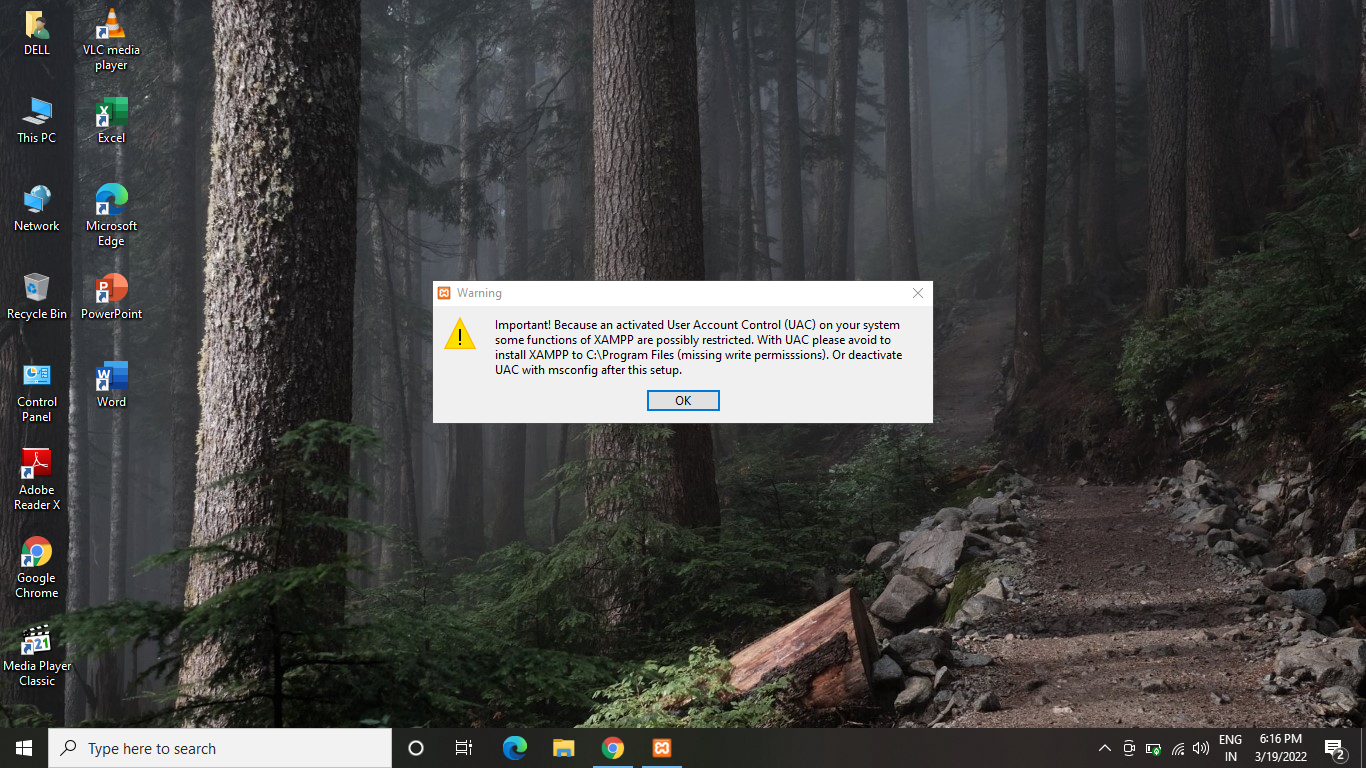 DELL
VLC media
player
This PC
Excel
Network
Microsoft
Edge
Recycle Bin
PowerPoint
Control
Panel
Word
Adobe
Reader X
Google
Chrome
Media Player
Classic
Warning
Important! Because an activated User Account Control (UAC) on your system
some functions of XAMPP are possibly restricted. With UAC please avoid to
install XAMPP to C:\Program Files (missing write permisssions). Or deactivate
UAC with msconfig after this setup.
OK
Type here to search
ENG
IN
6:16 PM
3/19/2022
2